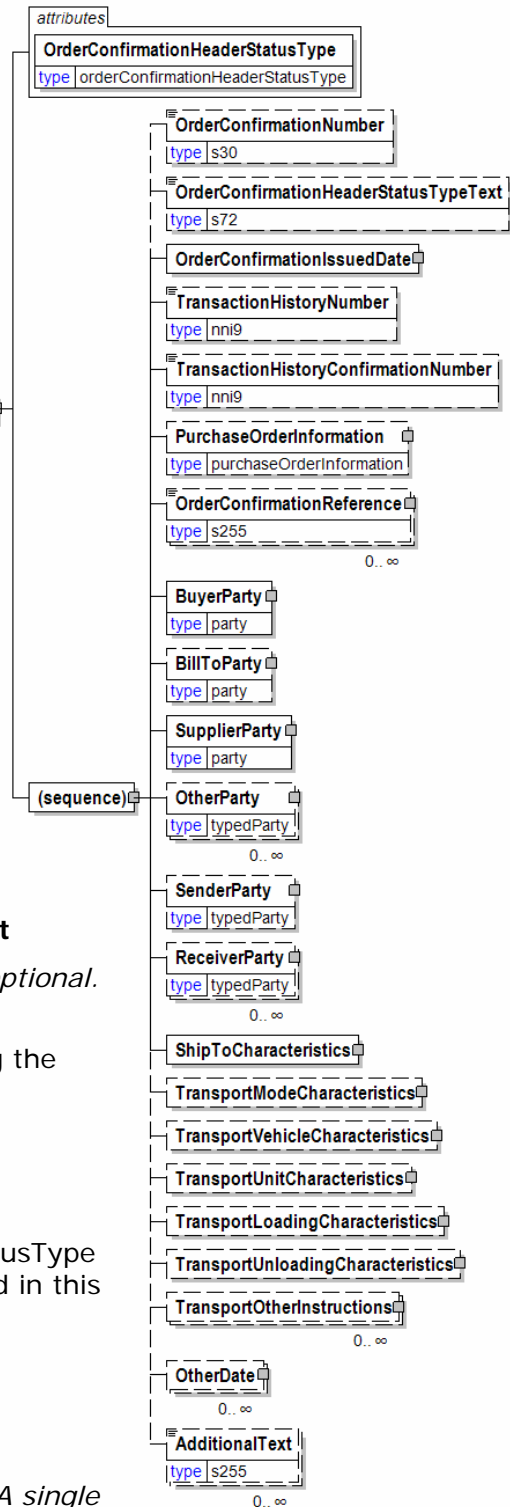 attributes
OrderConfirmationHeaderStatusType
type orderConfirmationHeaderStatusType
OrderConfirmationNumber
type s30
OrderConfirmationHeaderStatusTypeText
type s72
OrderConfirmationIssuedDate
TransactionHistoryNumber
type nni9
TransactionHistoryConfirmationNumber
type nni9
PurchaseOrderInformation
type purchaseOrderInformation
OrderConfirmationReference
type s255
0..∞
BuyerParty
type party
BillToParty
type party
SupplierParty
type party
(sequence)
OtherParty
type typedParty
0..∞
SenderParty
type typedParty
t
ReceiverParty
type typedParty
ptional.
0..∞
g the
ShipToCharacteristics
TransportModeCharacteristics
TransportVehicleCharacteristics
TransportUnitCharacteristics
TransportLoadingCharacteristics
usType
TransportUnloadingCharacteristics
d in this
TransportOtherInstructions
0..∞
OtherDate
0..∞
AdditionalText
type s255
A single
0..∞